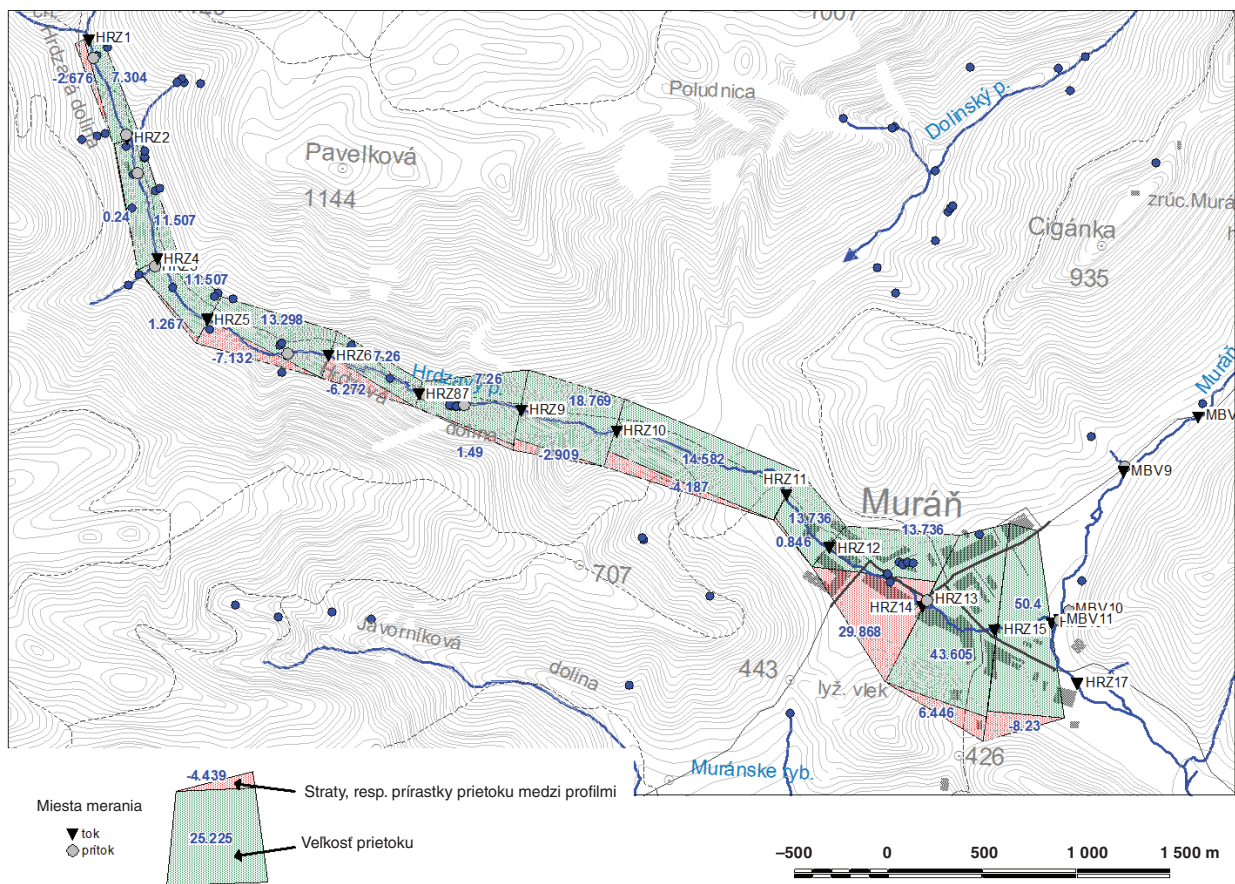 1007
HRZ1
Hrdzavá dolina
-2.676
7.304
Poludnica
Dolinský p.
HRZ2
Pavelková
1144
zrúc.Murá
0.24
11.507
Cigánka
HRZ4
935
11.507
1.267
HRZ5
13.298
-7.132
HRZ6
7.26
Hrdzavý p.
7.26
-6.272
HRZ87
HRZ9
18.769
Muráň
dolina
HRZ10
MBV
1.49
-2.909
14.582
MBV9
-4.187
HRZ11
Muráň
13.736
13.736
0.846
HRZ12
707
HRZ13
HRZ14
50.4
MBV10
MBV11
29.868
HRZ15
Javorníková
43.605
dolina
443
lyž. vlek
HRZ17
6.446
-8.23
426
Muránske ryb.
-4.439
Straty, resp. prírastky prietoku medzi profilmi
Miesta merania
tok
prítok
25.225
Veľkosť prietoku
–500
0
500
1 000
1 500 m